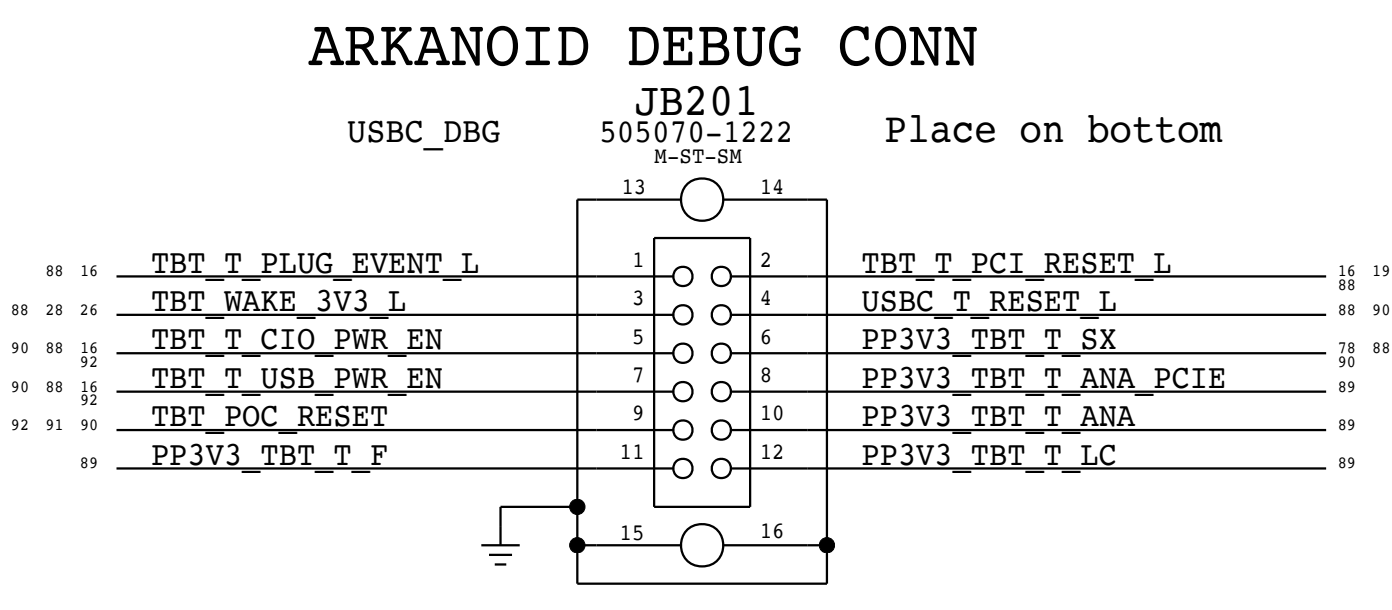 ARKANOID DEBUG CONN
JB201
USBC_DBG 505070-1222 Place on bottom
M-ST-SM
13 14
88 16 TBT_T_PLUG_EVENT_L 1 2 TBT_T_PCI_RESET_L 16 19
88
88 28 26 TBT_WAKE_3V3_L 3 4 USBC_T_RESET_L 88 90
90 88 16 TBT_T_CIO_PWR_EN 5 6 PP3V3_TBT_T_SX 78 88
92 90
90 88 16 TBT_T_USB_PWR_EN 7 8 PP3V3_TBT_T_ANA_PCIE 89
92
92 91 90 TBT_POC_RESET 9 10 PP3V3_TBT_T_ANA 89
89 PP3V3_TBT_T_F 11 12 PP3V3_TBT_T_LC 89
15 16